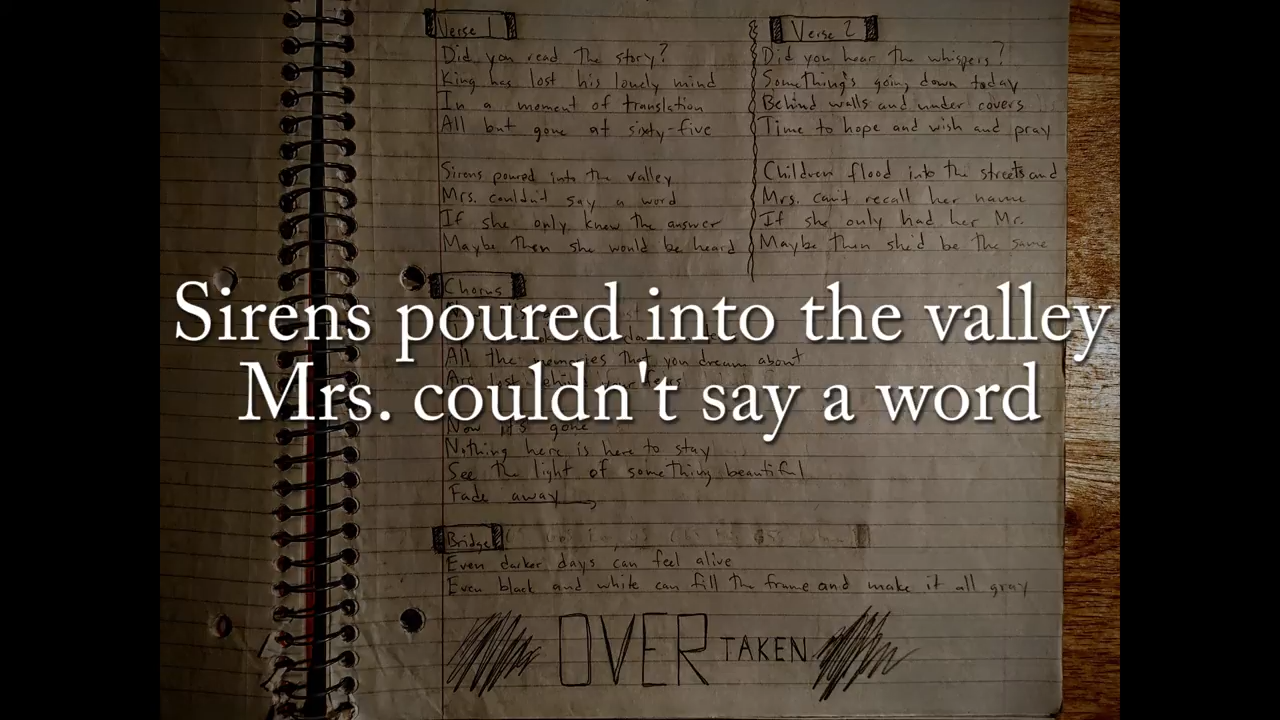 Verse 1
Did you read the story?
King has lost his lonely mind
In a moment of translation
All but gone at sixty-five
Sirens poured into the valley
Mrs. couldn't say a word
If she only knew the answer
Maybe then she would be heard
Verse 2
Did you hear the whispers?
Something's going down today
Behind walls and under covers
Time to hope and wish and pray
Children flood into the streets and
Mrs. can't recall her name
If she only had her Mr.
Maybe then she'd be the same
Chorus
Sirens poured into the valley
All the memories that you dream about
Mrs. couldn't say a word
Now it's gone
Nothing here is here to stay
See the light of something beautiful
Fade away
Bridge
Even darker days can feel alive
Even black and white can fill the frame and make it all gray
OVER TAKEN